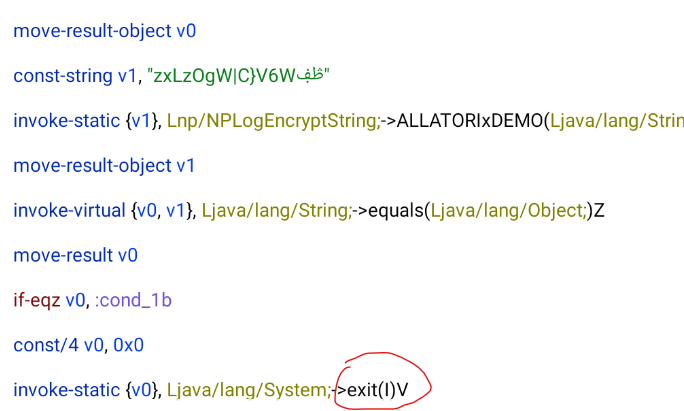 move-result-object v0
const-string v1, "zxLzOgW|C}V6Wڟڣ"
invoke-static {v1}, Lnp/NPLogEncryptString;->ALLATORIxDEMO(Ljava/lang/Strin
move-result-object v1
invoke-virtual {v0, v1}, Ljava/lang/String;->equals(Ljava/lang/Object;)Z
move-result v0
if-eqz v0, :cond_1b
const/4 v0, 0x0
invoke-static {v0}, Ljava/lang/System;->exit(I)V